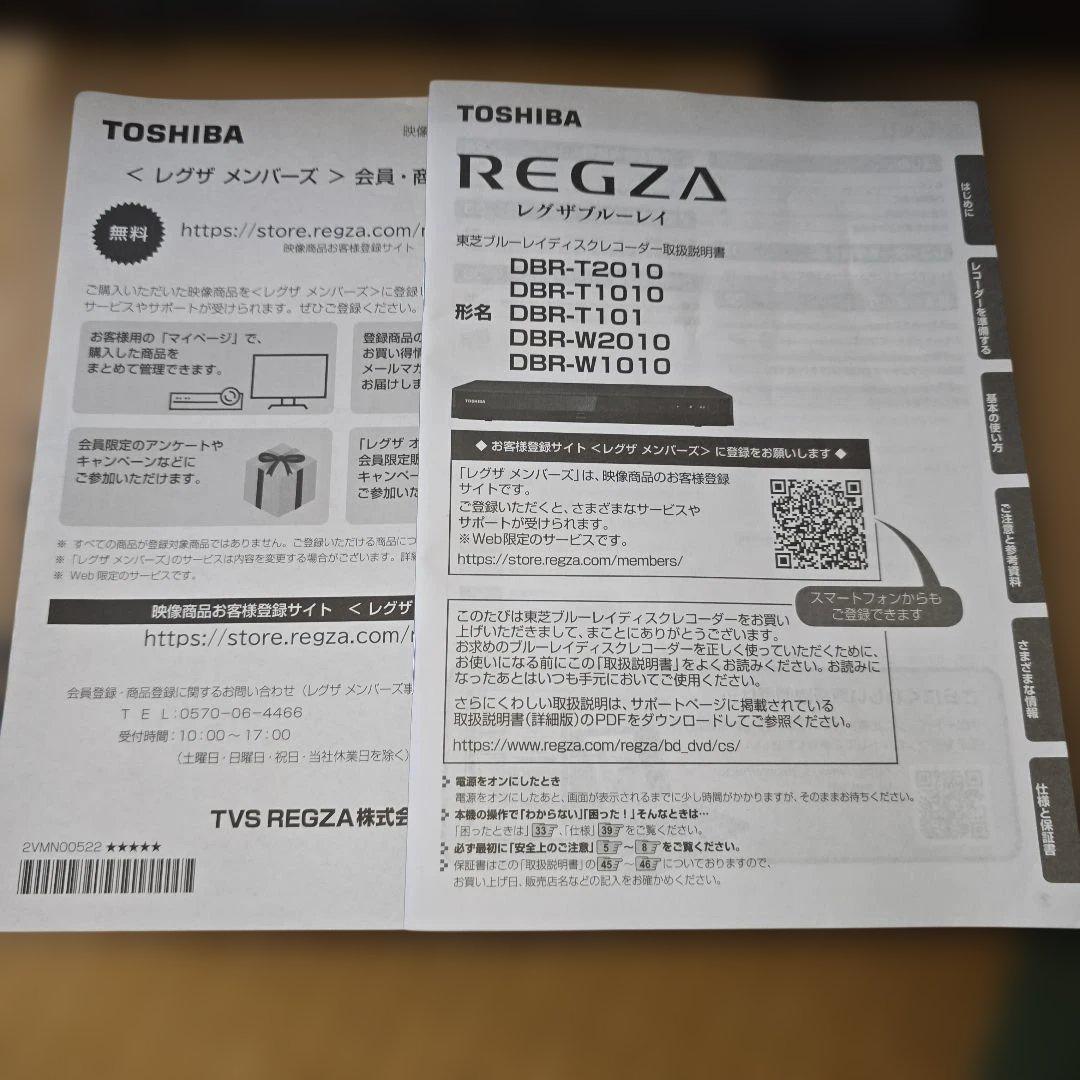 TOSHIBA
映像
< レグザ メンバーズ > 会員・商
無料
https://store.regza.com/
映像商品お客様登録サイト
ご購入いただいた映像商品を<レグザ メンバーズ>に登録
サービスやサポートが受けられます。ぜひご登録ください。
お客様用の「マイページ」で、
購入した商品を
まとめて管理できます。
登録商品の
お買い得情
メールマガ
お届けしま
会員限定のアンケートや
キャンペーンなどに
ご参加いただけます。
「レグザ オ
会員限定販
キャンペー
ご参加いた
※ すべての商品が登録対象商品ではありません。ご登録いただける商品につ
※「レグザ メンバーズ」のサービスは内容を変更する場合がございます。詳細
※ Web 限定のサービスです。
映像商品お客様登録サイト < レグザ
https://store.regza.com/
会員登録・商品登録に関するお問い合わせ（レグザ メンバーズ事
T E L:0570-06-4466
受付時間:10:00～17:00
（土曜日・日曜日・祝日・当社休業日を除く）
TVS REGZA株式会
2VMN00522 ★★★★★
TOSHIBA
REGZA
レグザブルーレイ
東芝ブルーレイディスクレコーダー取扱説明書
形名
DBR-T2010
DBR-T1010
DBR-T101
DBR-W2010
DBR-W1010
TOSHIBA
◆ お客様登録サイト<レグザ メンバーズ> に登録をお願いします ◆
「レグザ メンバーズ」は、映像商品のお客様登録
サイトです。
ご登録いただくと、さまざまなサービスや
サポートが受けられます。
※Web限定のサービスです。
https://store.regza.com/members/
スマートフォンからも
ご登録できます
このたびは東芝ブルーレイディスクレコーダーをお買い
上げいただきまして、まことにありがとうございます。
お求めのブルーレイディスクレコーダーを正しく使っていただくために、
お使いになる前にこの「取扱説明書」をよくお読みください。お読みに
なったあとはいつも手元においてご使用ください。
さらにくわしい取扱説明は、サポートページに掲載されている
取扱説明書(詳細版)のPDFをダウンロードしてご参照ください。
https://www.regza.com/regza/bd_dvd/cs/
電源をオンにしたとき
電源をオンにしたあと、画面が表示されるまでに少し時間がかかりますが、そのままお待ちください。
本機の操作で「わからない」「困った！」そんなときは…
「困ったときは」33、「仕様」39をご覧ください。
必ず最初に「安全上のご注意」5～8をご覧ください。
保証書はこの「取扱説明書」の45～46についておりますので、
お買い上げ日、販売店名などの記入をお確かめください。
はじめに
レコーダーを準備する
基本の使い方
ご注意と参考資料
さまざまな情報
仕様と保証書